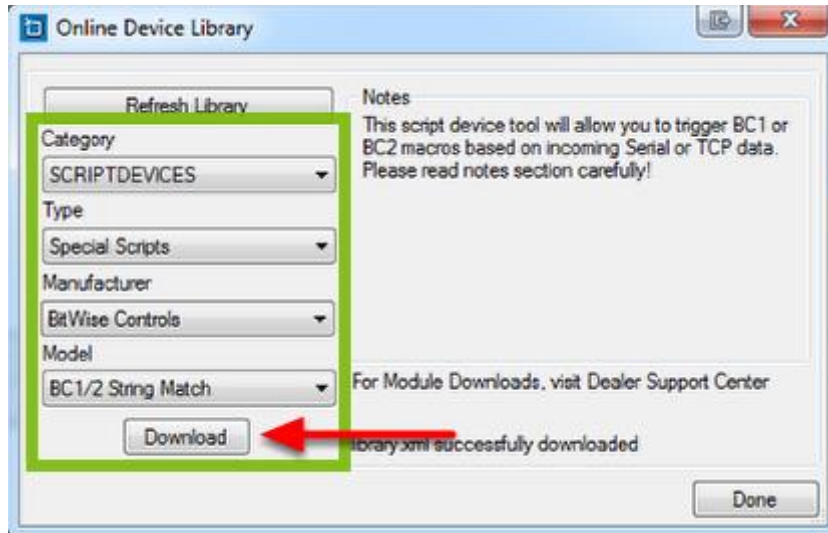 Online Device Library
Refresh Library
Category
SCRIPTDEVICES
Type
Special Scripts
Manufacturer
BitWise Controls
Model
BC1/2 String Match
Download
Notes
This script device tool will allow you to trigger BC1 or
BC2 macros based on incoming Serial or TCP data.
Please read notes section carefully!
For Module Downloads, visit Dealer Support Center
library.xml successfully downloaded
Done